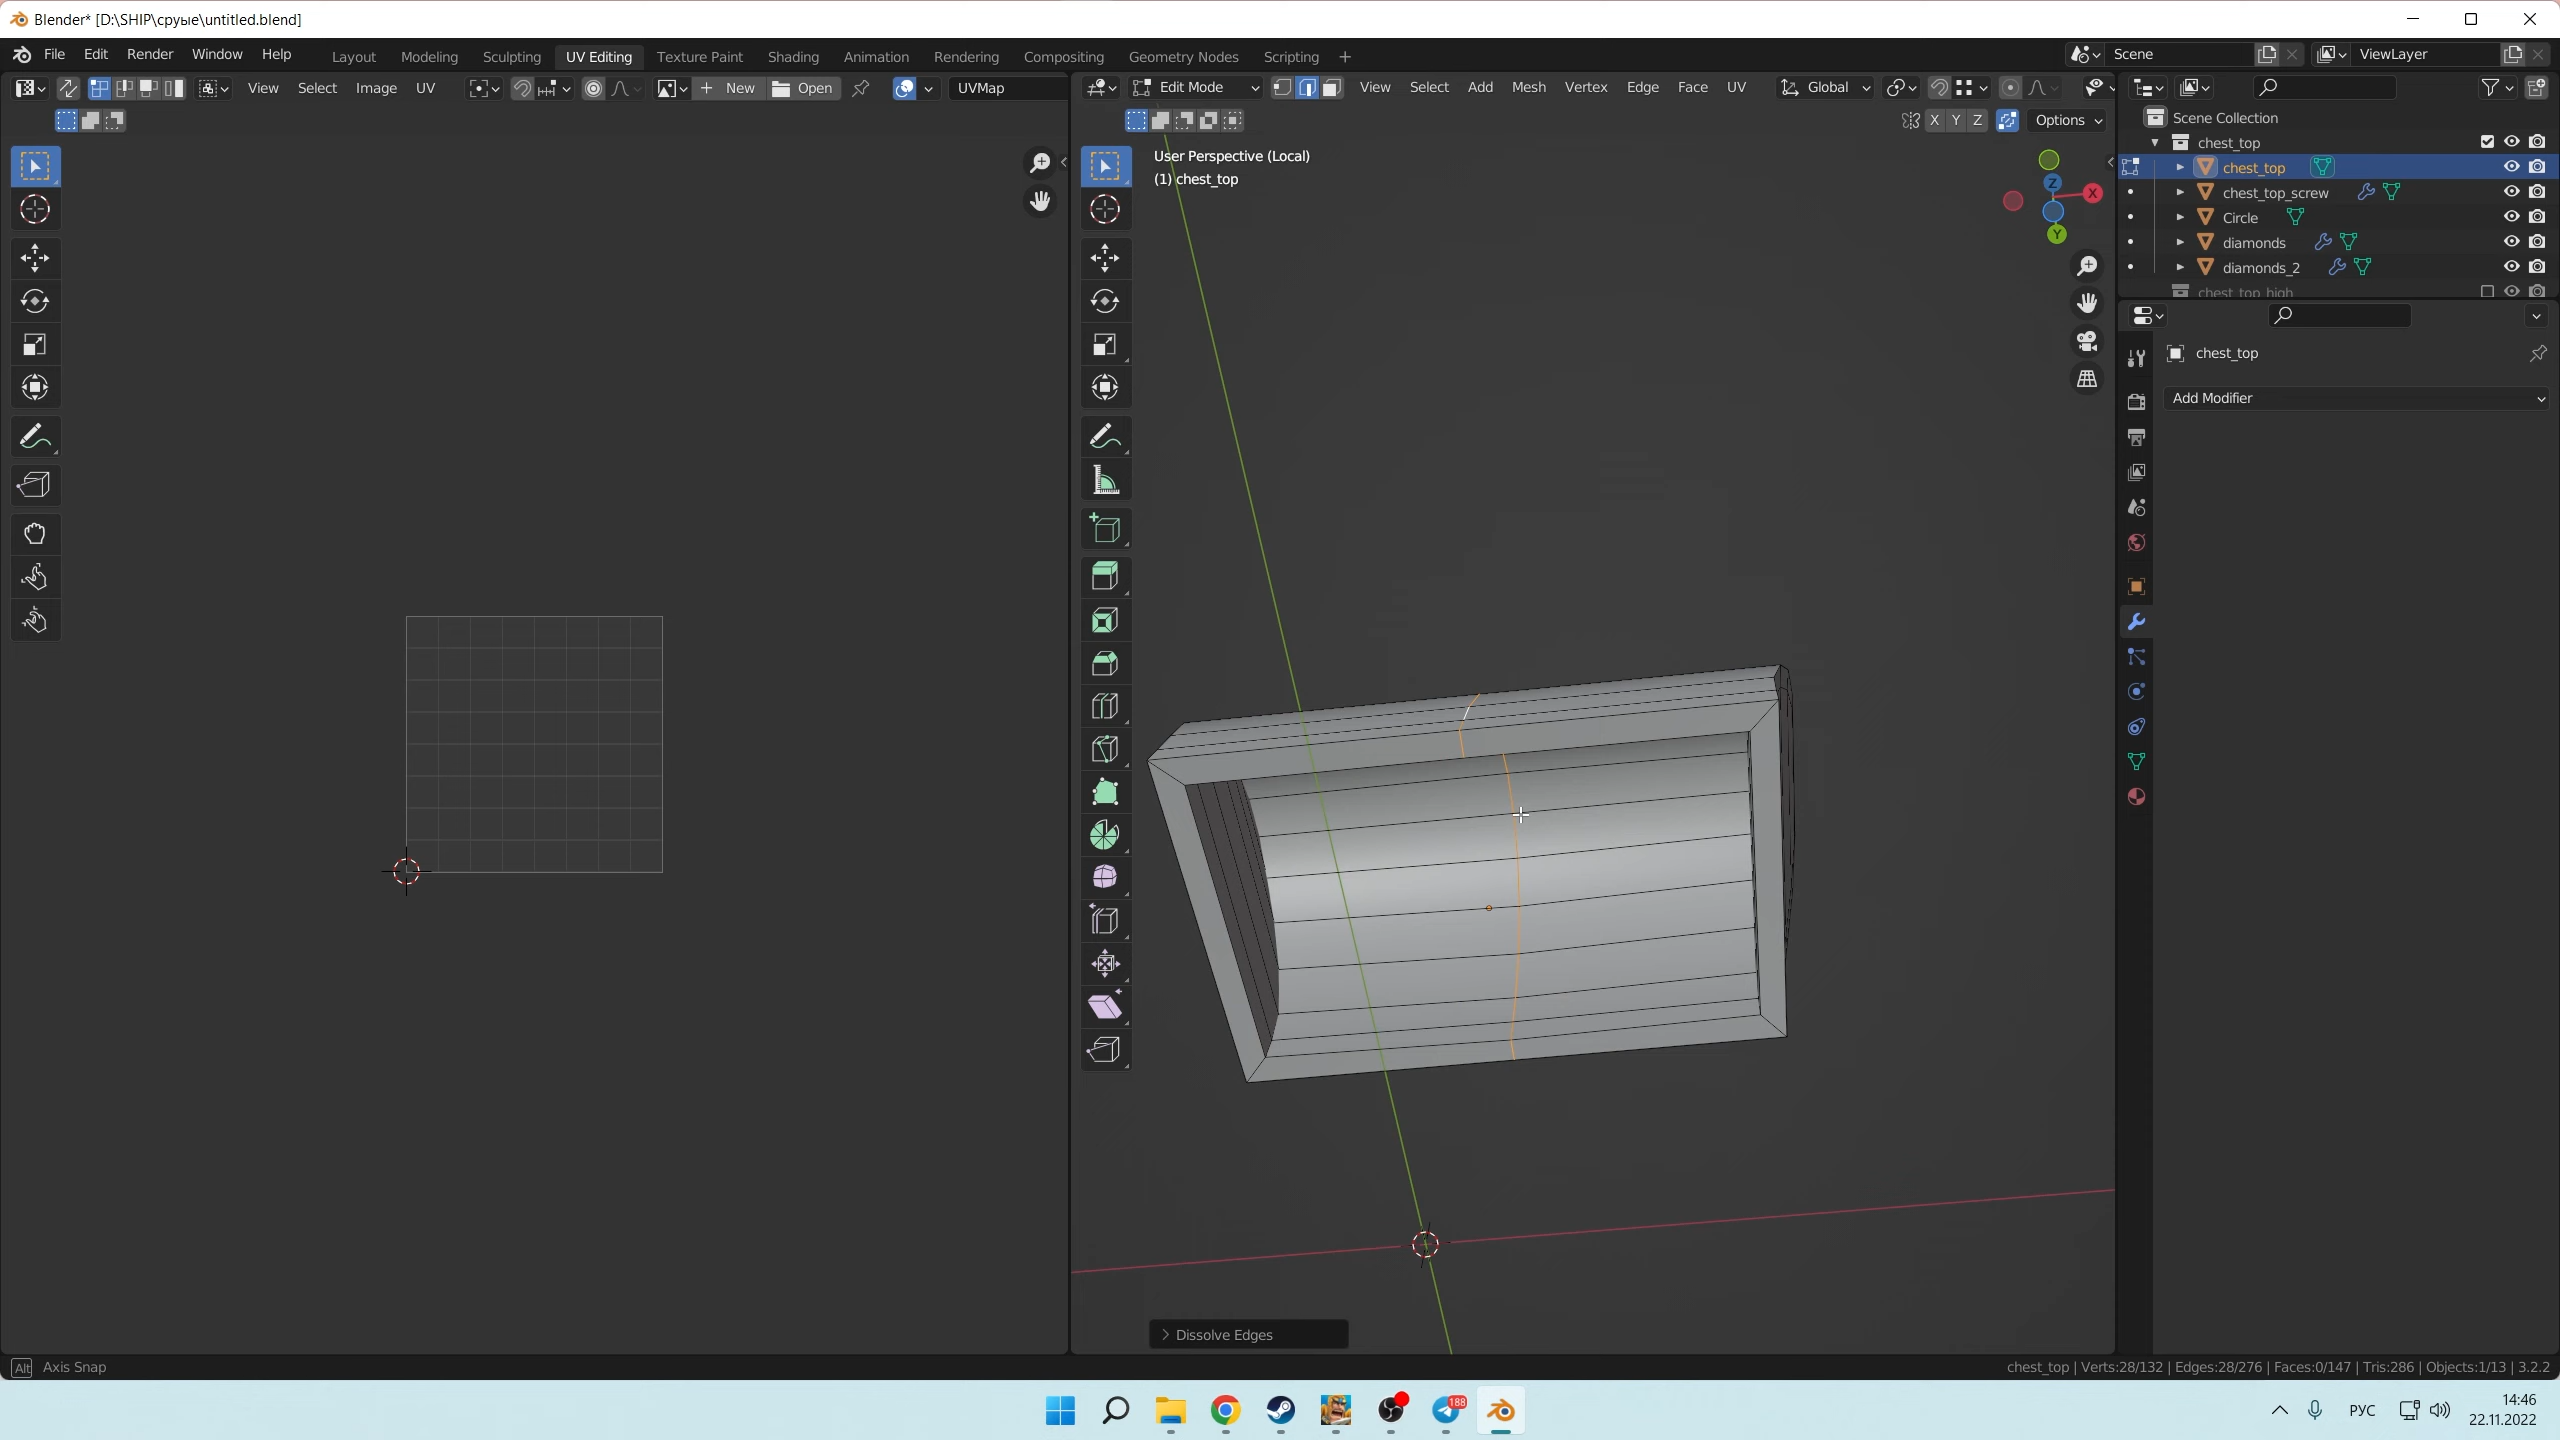 Blender* [D:\SHIP\сруые\untitled.blend]
File Edit Render Window Help Layout Modeling Sculpting UV Editing Texture Paint Shading Animation Rendering Compositing Geometry Nodes Scripting + Scene ViewLayer
View Select Image UV New Open UVMap Edit Mode View Select Add Mesh Vertex Edge Face UV Global
X Y Z Options
Scene Collection
chest_top
chest_top
chest_top_screw
Circle
diamonds
diamonds_2
chest_top_high
User Perspective (Local)
(1) chest_top
Z X Y
chest_top
Add Modifier
Dissolve Edges
Alt Axis Snap
chest_top | Verts:28/132 | Edges:28/276 | Faces:0/147 | Tris:286 | Objects:1/13 | 3.2.2
188
РУС
14:46
22.11.2022